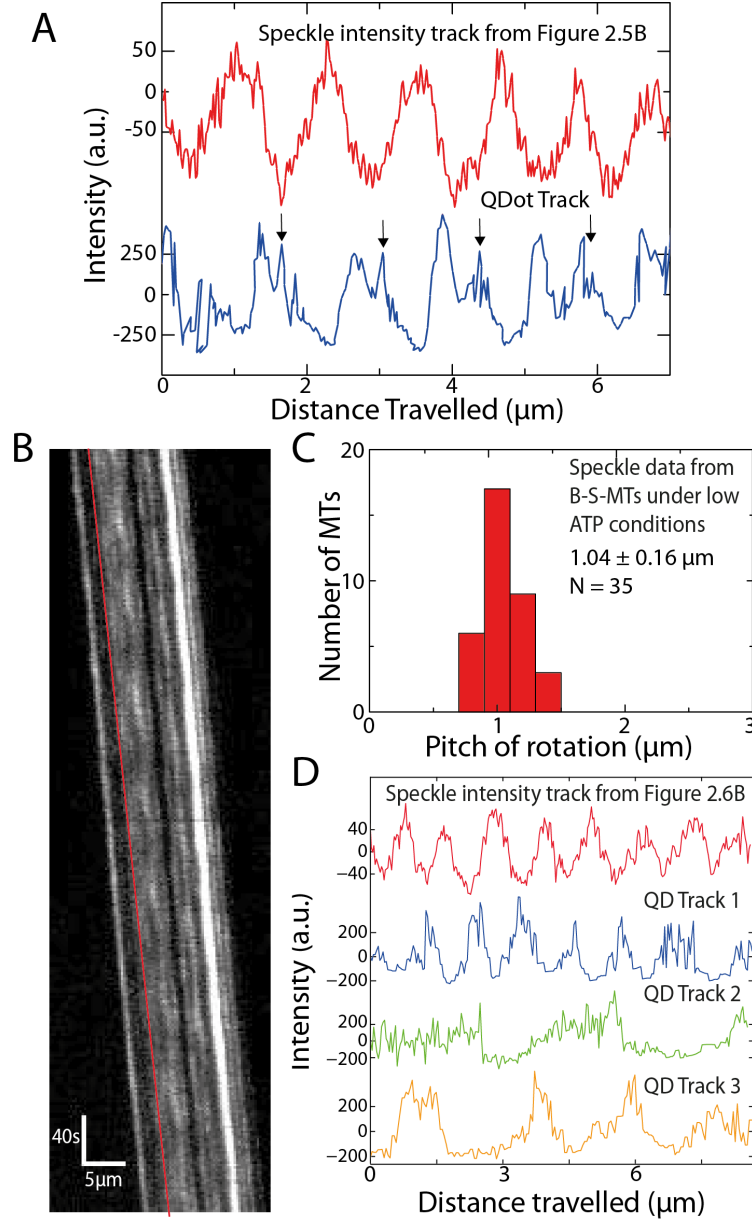 A
Speckle intensity track from Figure 2.5B
50
0
-50
QDot Track
250
0
-250
Intensity (a.u.)
0 2 4 6
Distance Travelled (μm)
B
40s
5μm
C
20
10
0
Number of MTs
Speckle data from
B-S-MTs under low
ATP conditions
1.04 ± 0.16 μm
N = 35
0 1 2 3
Pitch of rotation (μm)
D
Speckle intensity track from Figure 2.6B
40
0
−40
QD Track 1
200
0
−200
QD Track 2
200
0
−200
QD Track 3
200
0
−200
Intensity (a.u.)
0 3 6
Distance travelled (μm)